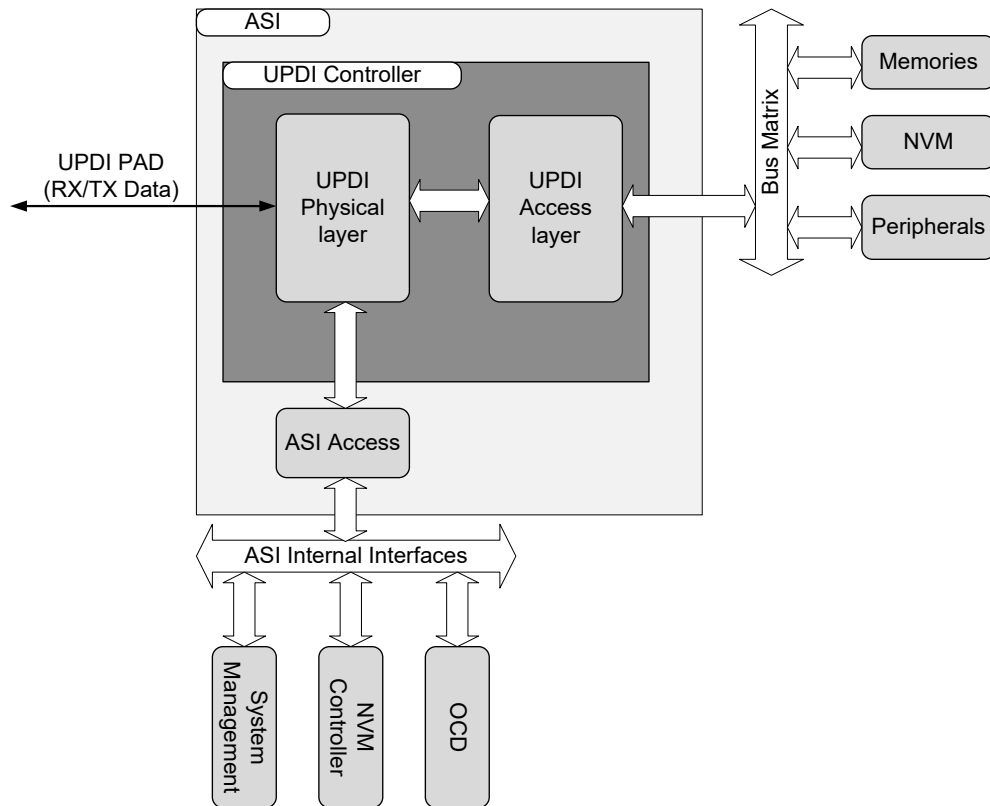 ASI
UPDI Controller
UPDI PAD
(RX/TX Data)
UPDI
Physical
layer
UPDI
Access
layer
Bus Matrix
Memories
NVM
Peripherals
ASI Access
ASI Internal Interfaces
System
Management
NVM
Controller
OCD